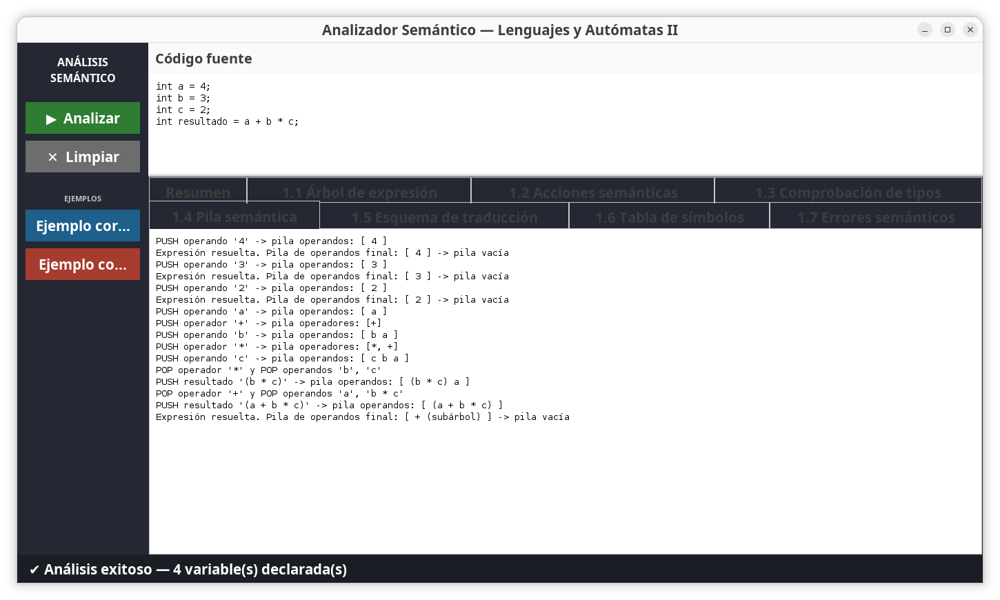 Analizador Semántico — Lenguajes y Autómatas II
ANÁLISIS
SEMÁNTICO
▶ Analizar
✕ Limpiar
EJEMPLOS
Ejemplo cor...
Ejemplo co...
Código fuente
int a = 4;
int b = 3;
int c = 2;
int resultado = a + b * c;
Resumen
1.1 Árbol de expresión
1.2 Acciones semánticas
1.3 Comprobación de tipos
1.4 Pila semántica
1.5 Esquema de traducción
1.6 Tabla de símbolos
1.7 Errores semánticos
PUSH operando '4' -> pila operandos: [ 4 ]
Expresión resuelta. Pila de operandos final: [ 4 ] -> pila vacía
PUSH operando '3' -> pila operandos: [ 3 ]
Expresión resuelta. Pila de operandos final: [ 3 ] -> pila vacía
PUSH operando '2' -> pila operandos: [ 2 ]
Expresión resuelta. Pila de operandos final: [ 2 ] -> pila vacía
PUSH operando 'a' -> pila operandos: [ a ]
PUSH operador '+' -> pila operadores: [+]
PUSH operando 'b' -> pila operandos: [ b a ]
PUSH operador '*' -> pila operadores: [*, +]
PUSH operando 'c' -> pila operandos: [ c b a ]
POP operador '*' y POP operandos 'b', 'c'
PUSH resultado '(b * c)' -> pila operandos: [ (b * c) a ]
POP operador '+' y POP operandos 'a', 'b * c'
PUSH resultado '(a + b * c)' -> pila operandos: [ (a + b * c) ]
Expresión resuelta. Pila de operandos final: [ + (subárbol) ] -> pila vacía
✔ Análisis exitoso — 4 variable(s) declarada(s)